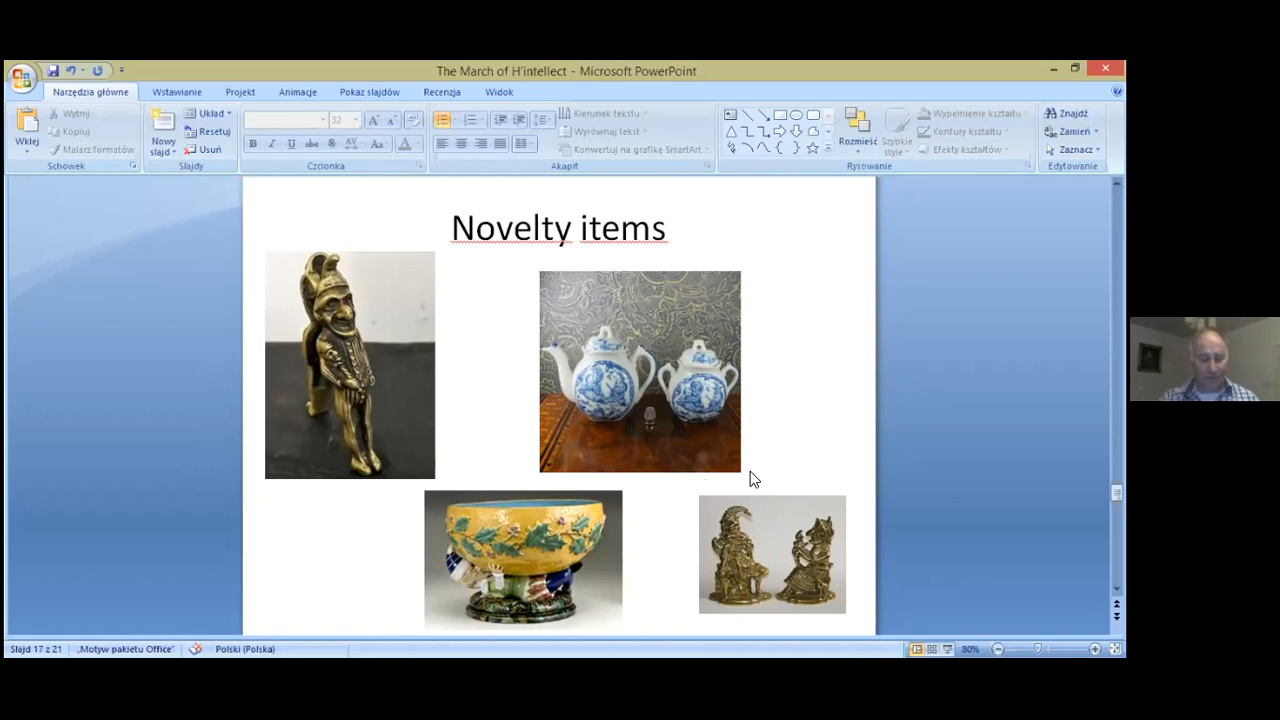 The March of H'intellect - Microsoft PowerPoint
Narzędzia główne Wstawianie Projekt Animacje Pokaz slajdów Recenzja Widok
Wklej
Wytnij
Kopiuj
Malarz formatów
Schowek
Nowy slajd
Układ
Resetuj
Usuń
Slajdy
32
Czcionka
Kierunek tekstu
Wyrównaj tekst
Konwertuj na grafikę SmartArt
Akapit
Rozmieść
Szybkie style
Wypełnienie kształtu
Kontury kształtu
Efekty kształtów
Rysowanie
Znajdź
Zamień
Zaznacz
Edytowanie
Novelty items
Slajd 17 z 21 „Motyw pakietu Office" Polski (Polska) 80%